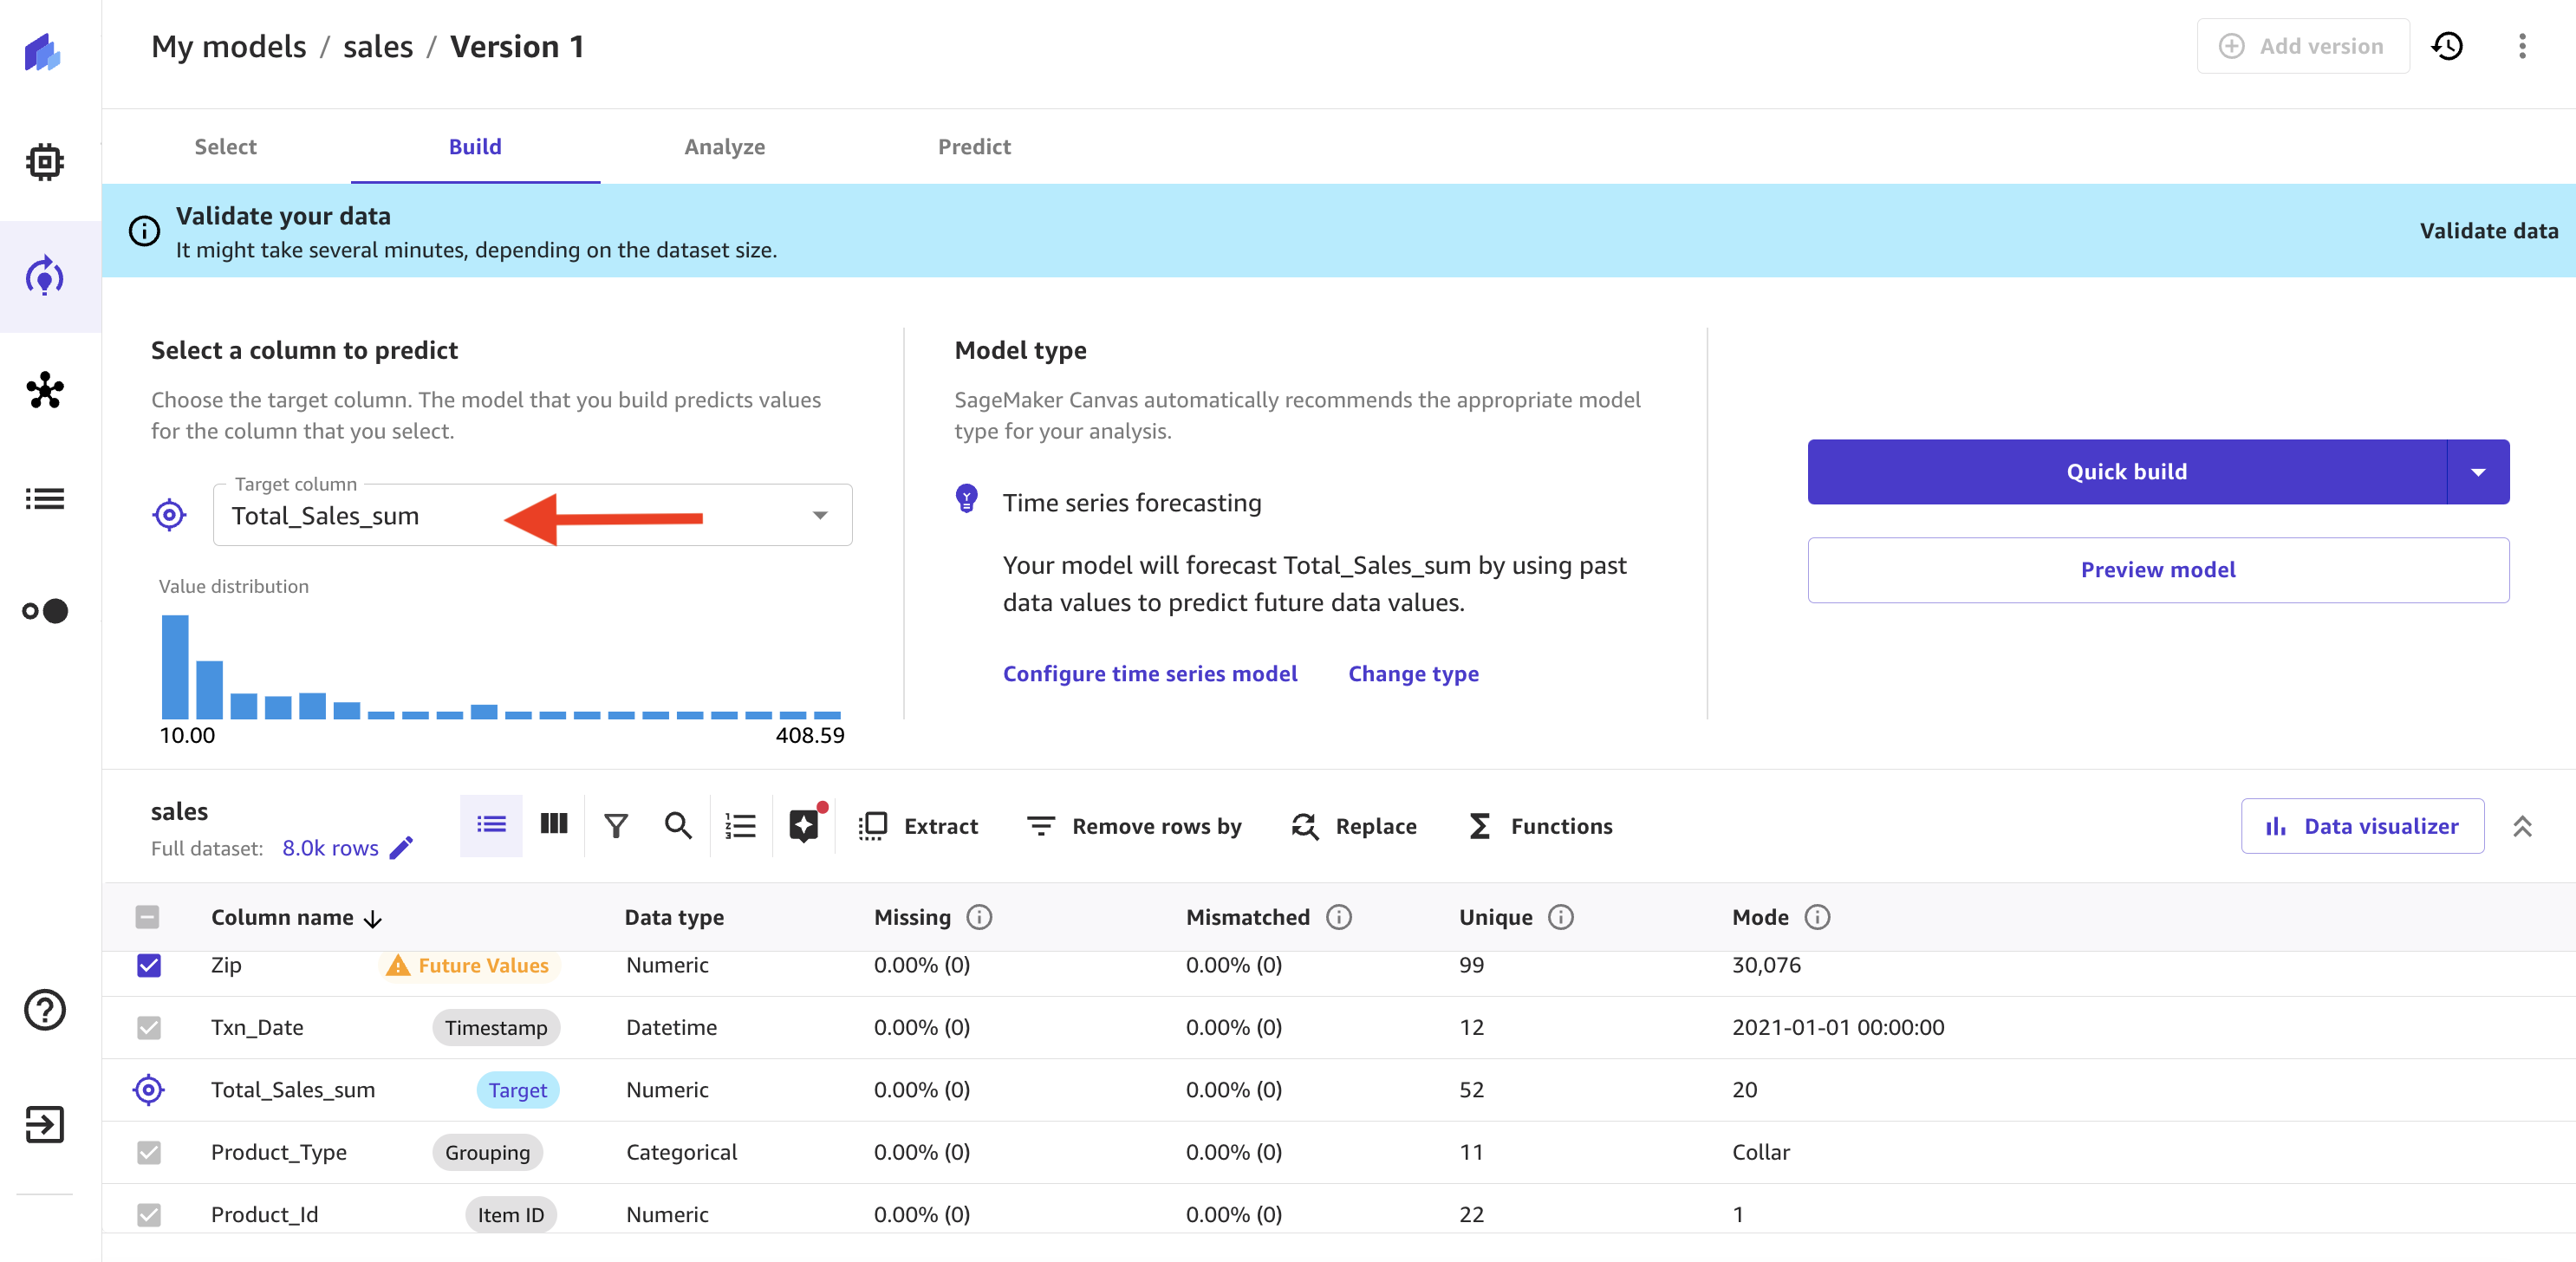 My models / sales / Version 1
Add version
Select Build Analyze Predict
Validate your data
It might take several minutes, depending on the dataset size.
Validate data
Select a column to predict
Choose the target column. The model that you build predicts values
for the column that you select.
Target column
Total_Sales_sum
Value distribution
10.00 408.59
Model type
SageMaker Canvas automatically recommends the appropriate model
type for your analysis.
Time series forecasting
Your model will forecast Total_Sales_sum by using past
data values to predict future data values.
Configure time series model Change type
Quick build
Preview model
sales
Full dataset: 8.0k rows
Extract Remove rows by Replace Functions
Data visualizer
Column name Data type Missing Mismatched Unique Mode
Zip Future Values Numeric 0.00% (0) 0.00% (0) 99 30,076
Txn_Date Timestamp Datetime 0.00% (0) 0.00% (0) 12 2021-01-01 00:00:00
Total_Sales_sum Target Numeric 0.00% (0) 0.00% (0) 52 20
Product_Type Grouping Categorical 0.00% (0) 0.00% (0) 11 Collar
Product_Id Item ID Numeric 0.00% (0) 0.00% (0) 22 1